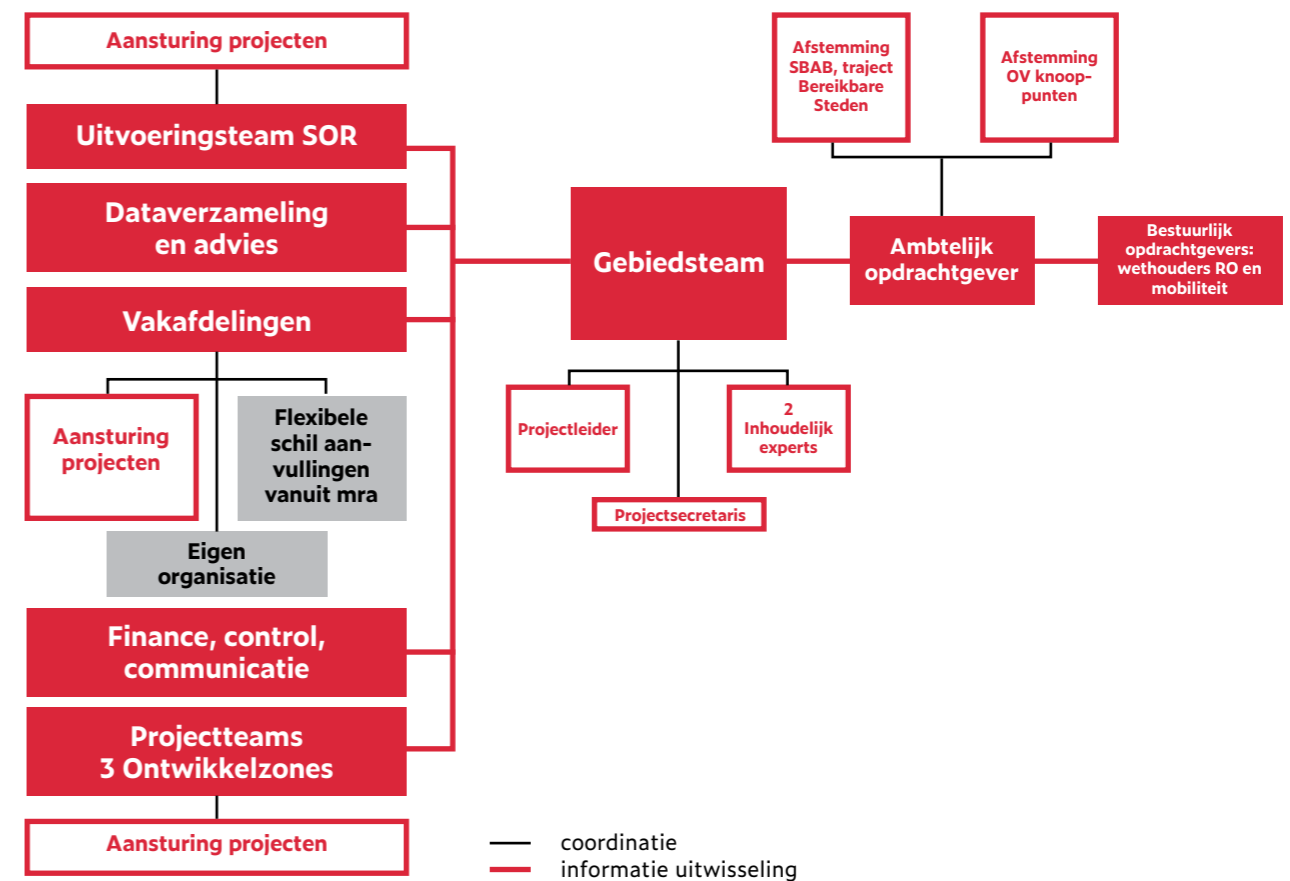 Aansturing projecten
Uitvoeringsteam SOR
Dataverzameling
en advies
Vakafdelingen
Aansturing
projecten
Flexibele
schil aan-
vullingen
vanuit mra
Eigen
organisatie
Finance, control,
communicatie
Projectteams
3 Ontwikkelzones
Aansturing projecten
Gebiedsteam
Projectleider
2
Inhoudelijk
experts
Projectsecretaris
Afstemming
SBAB, traject
Bereikbare
Steden
Afstemming
OV knoop-
punten
Ambtelijk
opdrachtgever
Bestuurlijk
opdrachtgevers:
wethouders RO en
mobiliteit
coordinatie
informatie uitwisseling